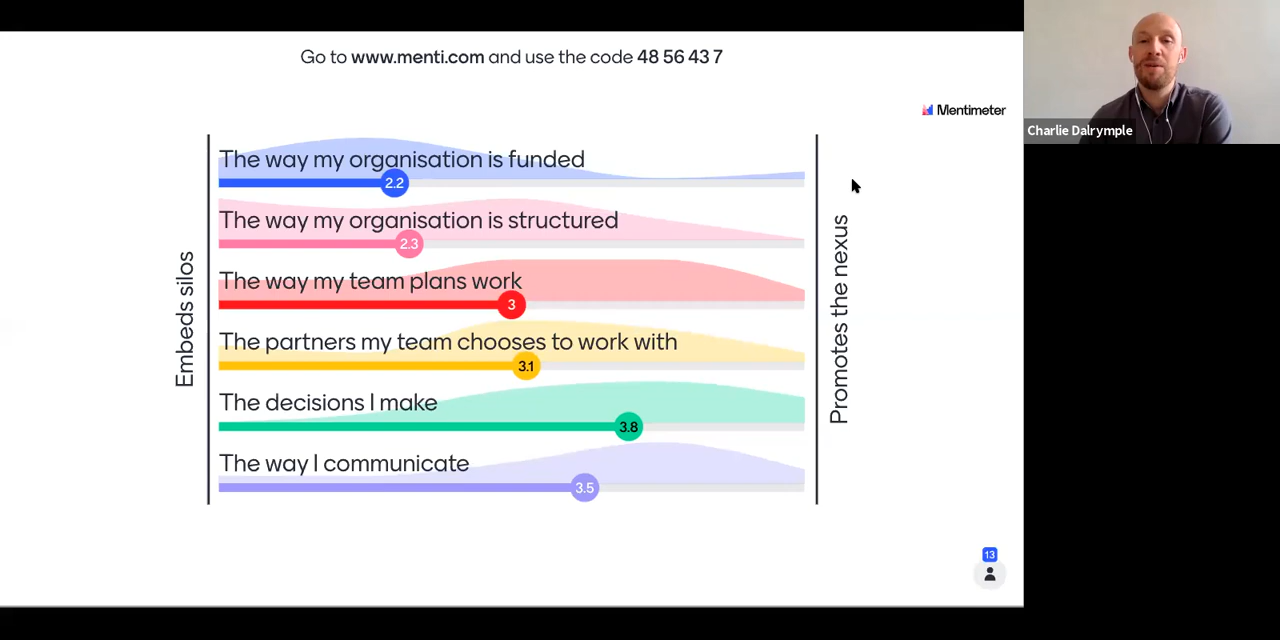 Go to www.menti.com and use the code 48 56 43 7
Mentimeter
Charlie Dalrymple
Embeds silos
The way my organisation is funded
2.2
The way my organisation is structured
2.3
The way my team plans work
3
The partners my team chooses to work with
3.1
The decisions I make
3.8
The way I communicate
3.5
Promotes the nexus
13